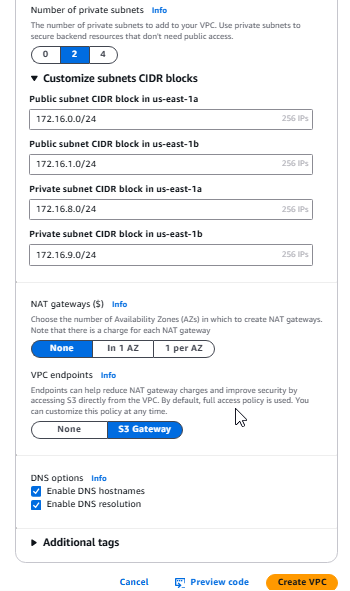 Number of private subnets Info
The number of private subnets to add to your VPC. Use private subnets to
secure backend resources that don't need public access.
0 2 4
Customize subnets CIDR blocks
Public subnet CIDR block in us-east-1a
172.16.0.0/24 256 IPs
Public subnet CIDR block in us-east-1b
172.16.1.0/24 256 IPs
Private subnet CIDR block in us-east-1a
172.16.8.0/24 256 IPs
Private subnet CIDR block in us-east-1b
172.16.9.0/24 256 IPs
NAT gateways ($) Info
Choose the number of Availability Zones (AZs) in which to create NAT gateways.
Note that there is a charge for each NAT gateway
None In 1 AZ 1 per AZ
VPC endpoints Info
Endpoints can help reduce NAT gateway charges and improve security by
accessing S3 directly from the VPC. By default, full access policy is used. You
can customize this policy at any time.
None S3 Gateway
DNS options Info
Enable DNS hostnames
Enable DNS resolution
Additional tags
Cancel Preview code Create VPC